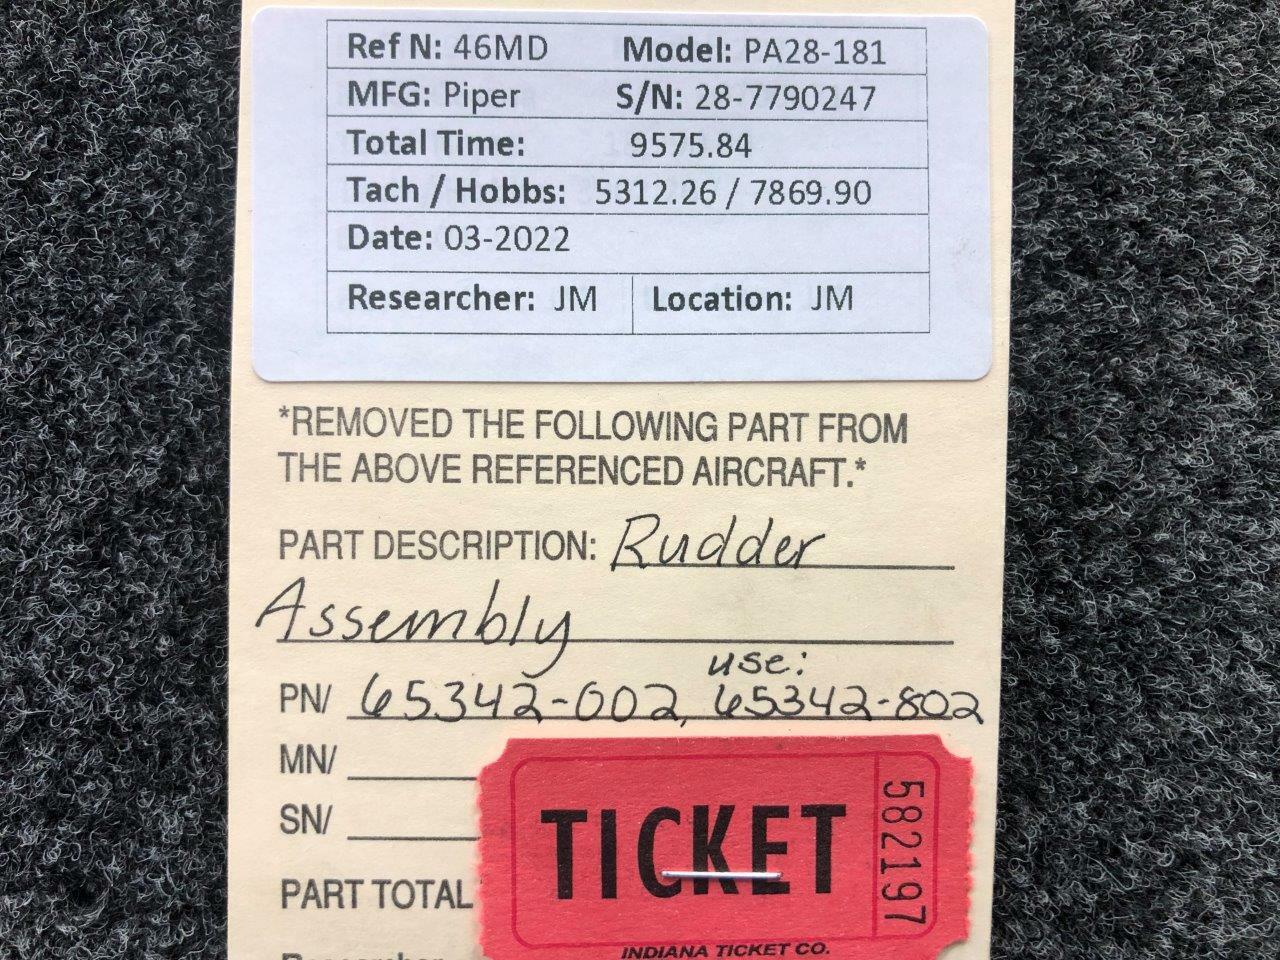 Ref N: 46MD Model: PA28-181
MFG: Piper S/N: 28-7790247
Total Time: 9575.84
Tach / Hobbs: 5312.26 / 7869.90
Date: 03-2022
Researcher: JM Location: JM
*REMOVED THE FOLLOWING PART FROM
THE ABOVE REFERENCED AIRCRAFT.*
PART DESCRIPTION: Rudder
Assembly
use:
PN/ 65342-002, 65342-802
MN/
SN/
PART TOTAL
TICKET
582197
INDIANA TICKET CO.